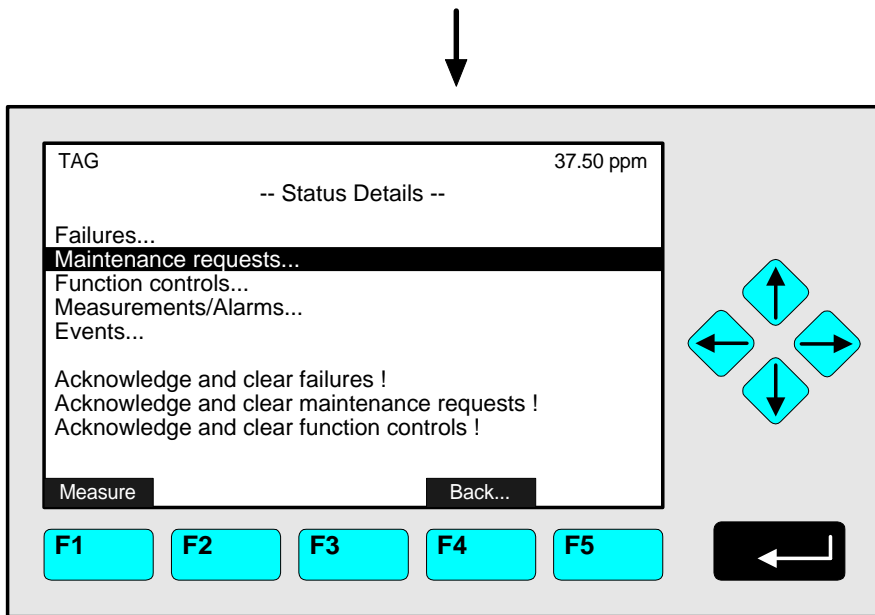 TAG 37.50 ppm
-- Status Details --
Failures...
Maintenance requests...
Function controls...
Measurements/Alarms...
Events...
Acknowledge and clear failures !
Acknowledge and clear maintenance requests !
Acknowledge and clear function controls !
Measure Back...
F1 F2 F3 F4 F5